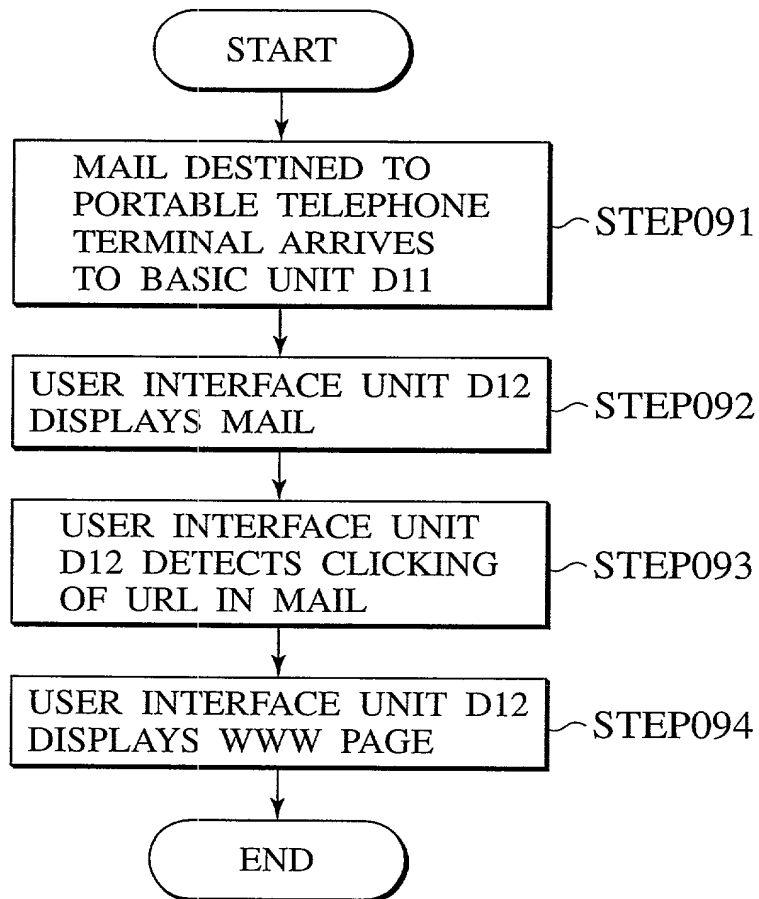 START
MAIL DESTINED TO
PORTABLE TELEPHONE
TERMINAL ARRIVES
TO BASIC UNIT D11
STEP091
USER INTERFACE UNIT D12
DISPLAYS MAIL
STEP092
USER INTERFACE UNIT
D12 DETECTS CLICKING
OF URL IN MAIL
STEP093
USER INTERFACE UNIT D12
DISPLAYS WWW PAGE
STEP094
END